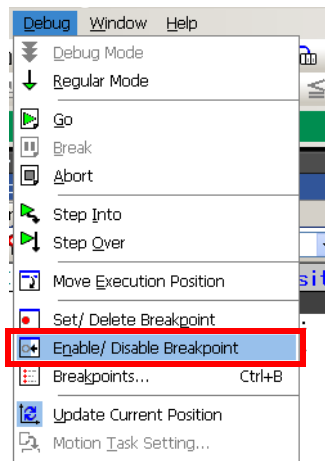 Debug Window Help
Debug Mode
Regular Mode
Go
Break
Abort
Step Into
Step Over
Move Execution Position
sit
Set/ Delete Breakpoint
Enable/ Disable Breakpoint
Breakpoints... Ctrl+B
Update Current Position
Motion Task Setting...